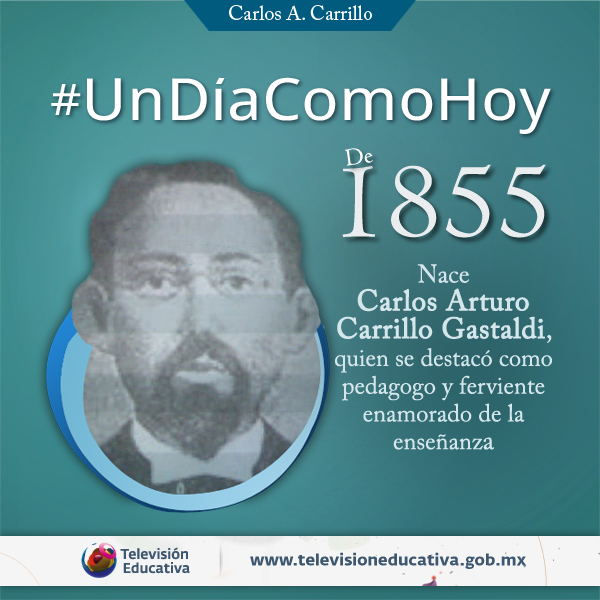 Carlos A. Carrillo
#UnDíaComoHoy
De
1855
Nace
Carlos Arturo
Carrillo Gastaldi,
quien se destacó como
pedagogo y ferviente
enamorado de la
enseñanza
Televisión
Educativa
www.televisioneducativa.gob.mx